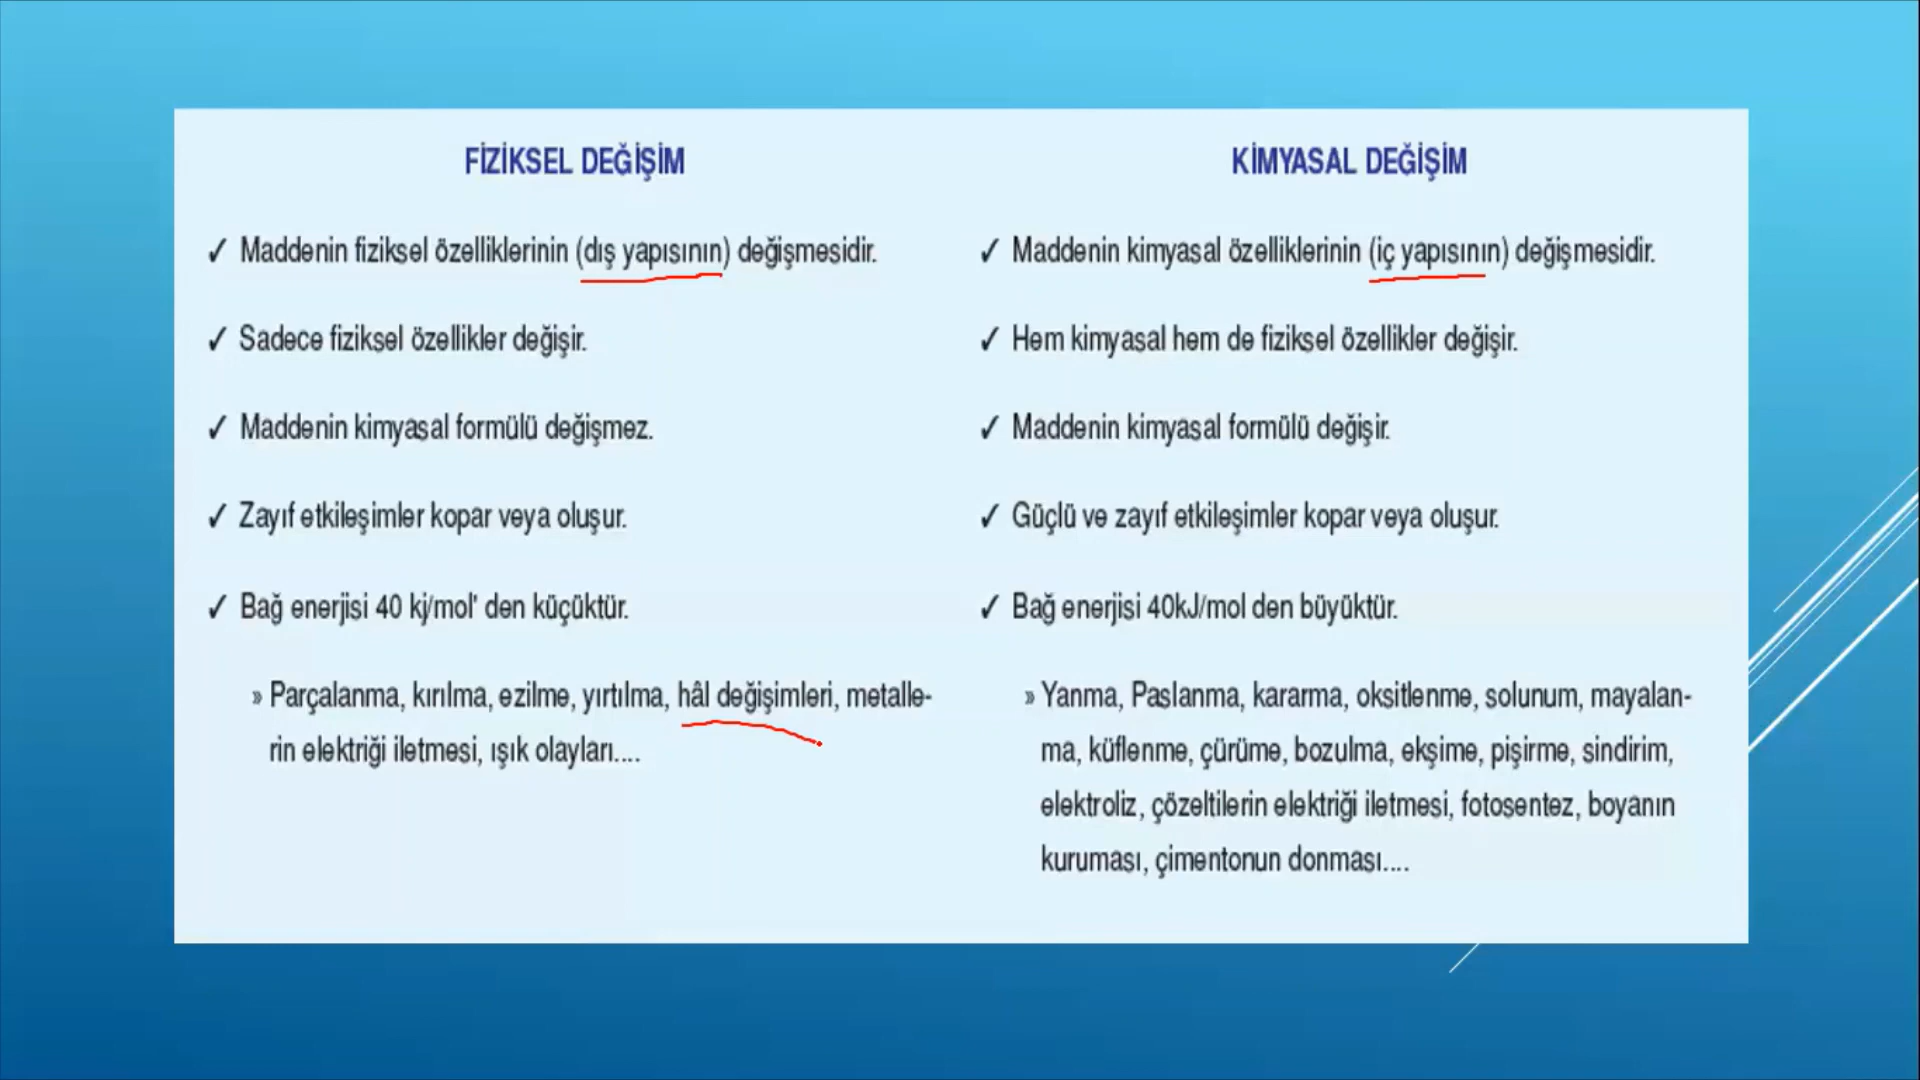 FİZİKSEL DEĞİŞİM
✓ Maddenin fiziksel özelliklerinin (dış yapısının) değişmesidir.
✓ Sadece fiziksel özellikler değişir.
✓ Maddenin kimyasal formülü değişmez.
✓ Zayıf etkileşimler kopar veya oluşur.
✓ Bağ enerjisi 40 kj/mol' den küçüktür.
» Parçalanma, kırılma, ezilme, yırtılma, hâl değişimleri, metalle-
rin elektriği iletmesi, ışık olayları....
KİMYASAL DEĞİŞİM
✓ Maddenin kimyasal özelliklerinin (iç yapısının) değişmesidir.
✓ Hem kimyasal hem de fiziksel özellikler değişir.
✓ Maddenin kimyasal formülü değişir.
✓ Güçlü ve zayıf etkileşimler kopar veya oluşur.
✓ Bağ enerjisi 40kJ/mol den büyüktür.
» Yanma, Paslanma, kararma, oksitlenme, solunum, mayalan-
ma, küflenme, çürüme, bozulma, ekşime, pişirme, sindirim,
elektroliz, çözeltilerin elektriği iletmesi, fotosentez, boyanın
kuruması, çimentonun donması....